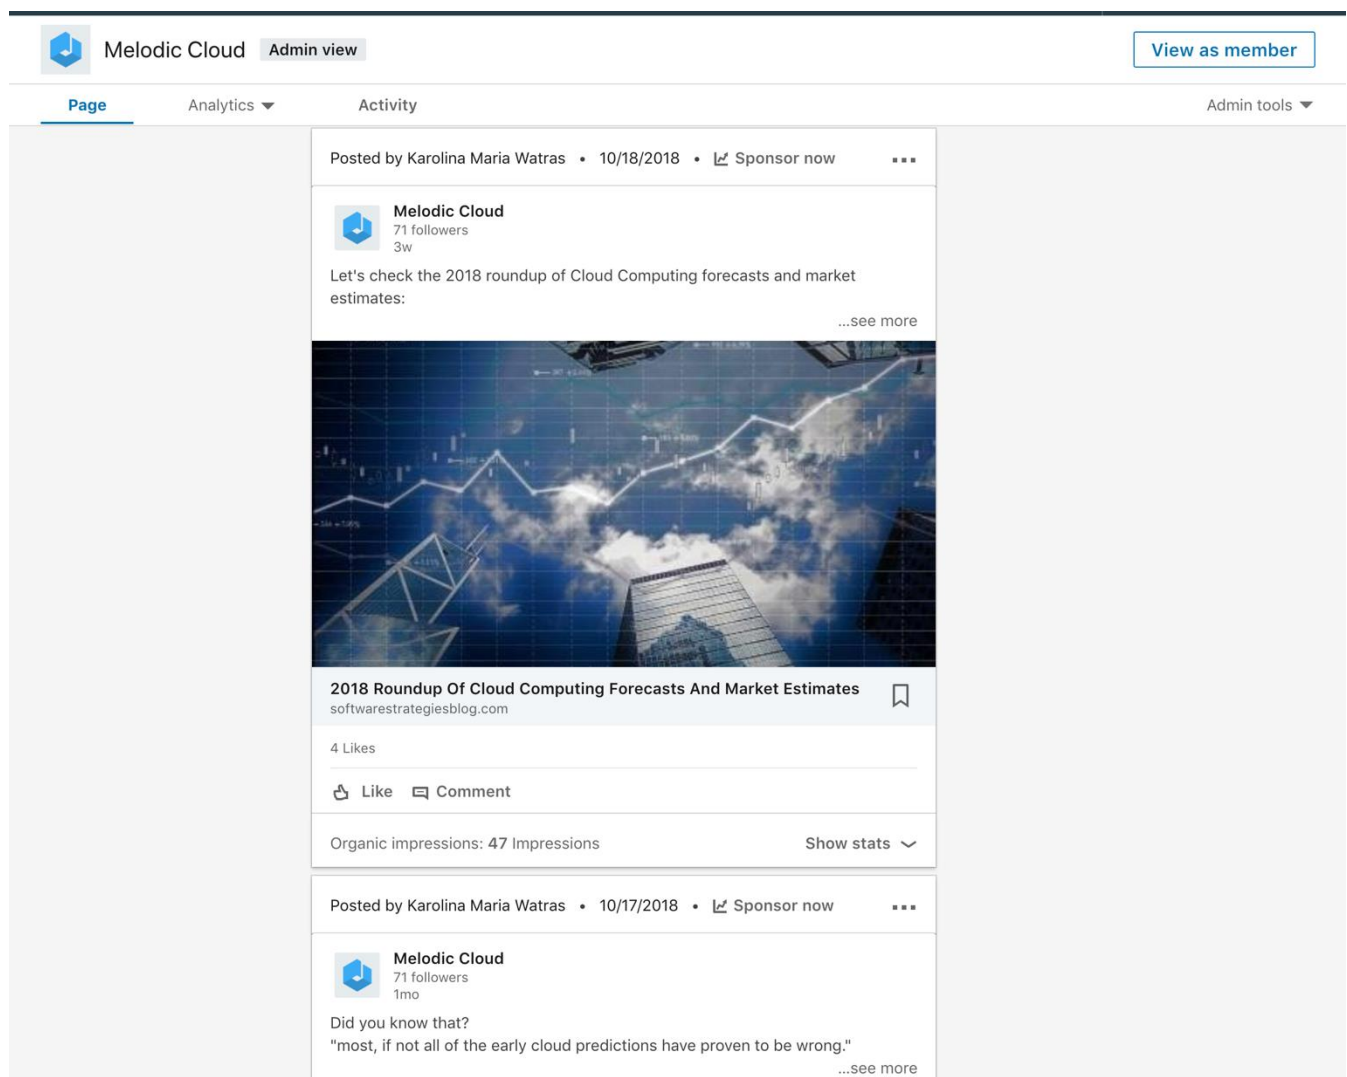 Melodic Cloud Admin view View as member
Page Analytics Activity Admin tools
Posted by Karolina Maria Watras • 10/18/2018 • Sponsor now
Melodic Cloud
71 followers
3w
Let's check the 2018 roundup of Cloud Computing forecasts and market
estimates:
...see more
2018 Roundup Of Cloud Computing Forecasts And Market Estimates
softwarestrategiesblog.com
4 Likes
Like Comment
Organic impressions: 47 Impressions Show stats
Posted by Karolina Maria Watras • 10/17/2018 • Sponsor now
Melodic Cloud
71 followers
1mo
Did you know that?
"most, if not all of the early cloud predictions have proven to be wrong."
...see more